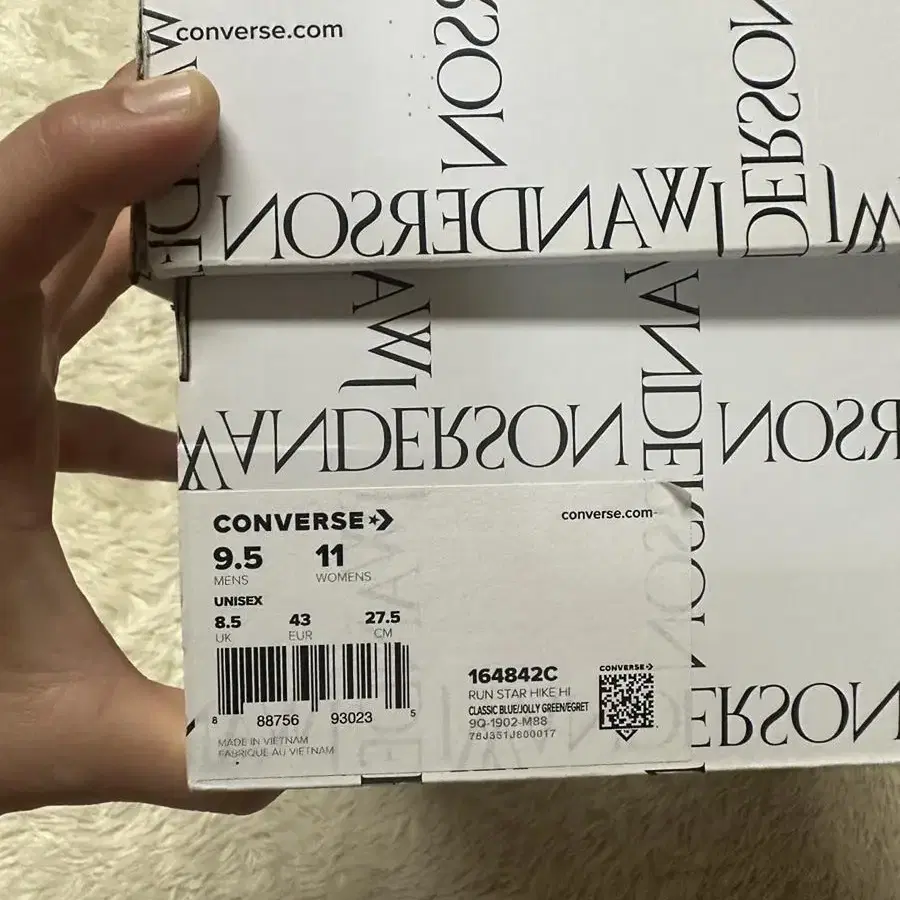 converse.com
JWANDERSON
JWANDERSON
CONVERSE
converse.com
9.5 11
MENS WOMENS
UNISEX
8.5 43 27.5
UK EUR CM
8 88756 93023 5
MADE IN VIETNAM
FABRIQUE AU VIETNAM
CONVERSE
164842C
RUN STAR HIKE HI
CLASSIC BLUE/JOLLY GREEN/EGRET
9Q-1902-M88
78J351J800017